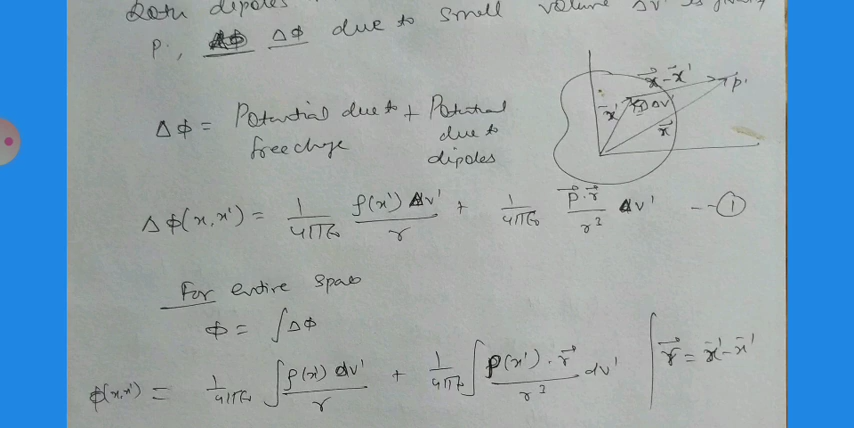 Both dipoles
p., ΔΦ due to small volume Δv' is given
ΔΦ = Potential due to free charge + Potential due to dipoles
x⃗-x⃗'
p.
x⃗'
Δv'
x⃗
Δφ(x,x') = 1/4πϵ₀ ρ(x')Δv'/r + 1/4πϵ₀ p⃗·r⃗/r² Δv' --①
For entire space
Φ = ∫ΔΦ
φ(x,x') = 1/4πϵ₀ ∫ρ(x')dv'/r + 1/4πϵ₀ ∫P(x')·r⃗/r² dv' | r⃗ = x⃗-x⃗'